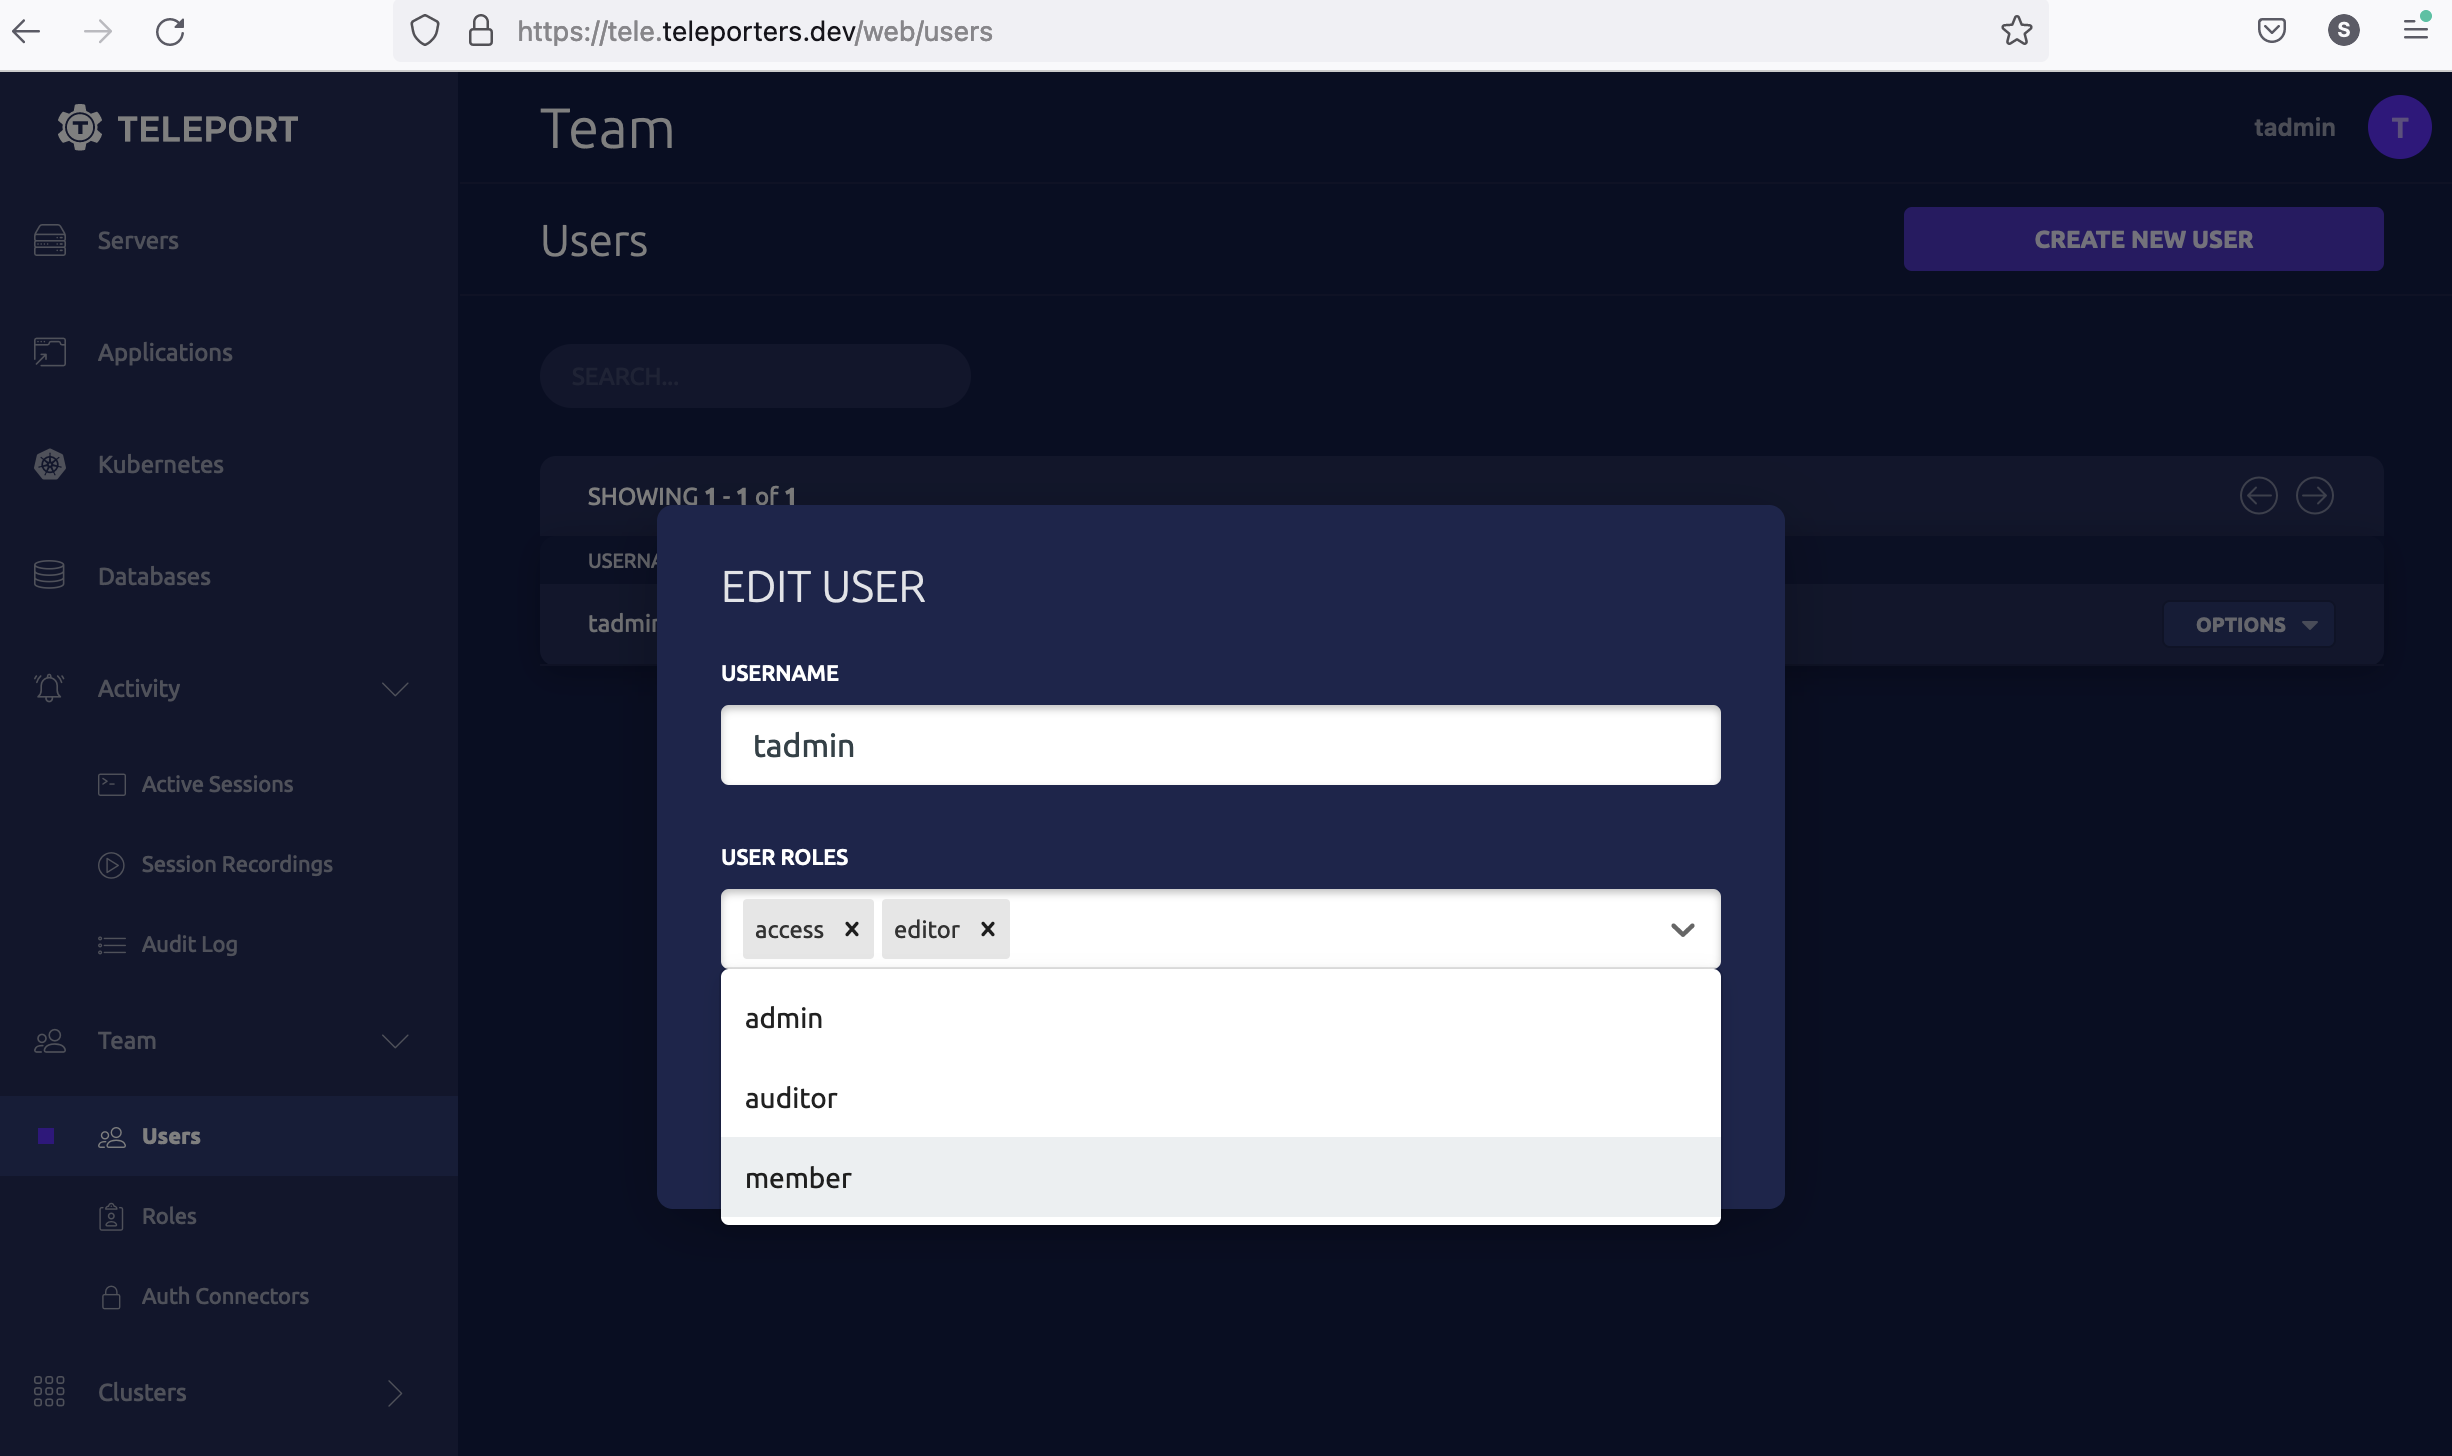 https://tele.teleporters.dev/web/users
S
TELEPORT
Team
tadmin
T
Servers
Users
CREATE NEW USER
Applications
SEARCH...
Kubernetes
SHOWING 1 - 1 of 1
Databases
EDIT USER
OPTIONS
USERNAME
Activity
tadmin
Active Sessions
Session Recordings
USER ROLES
Audit Log
access
editor
Team
admin
auditor
Users
member
Roles
Auth Connectors
Clusters